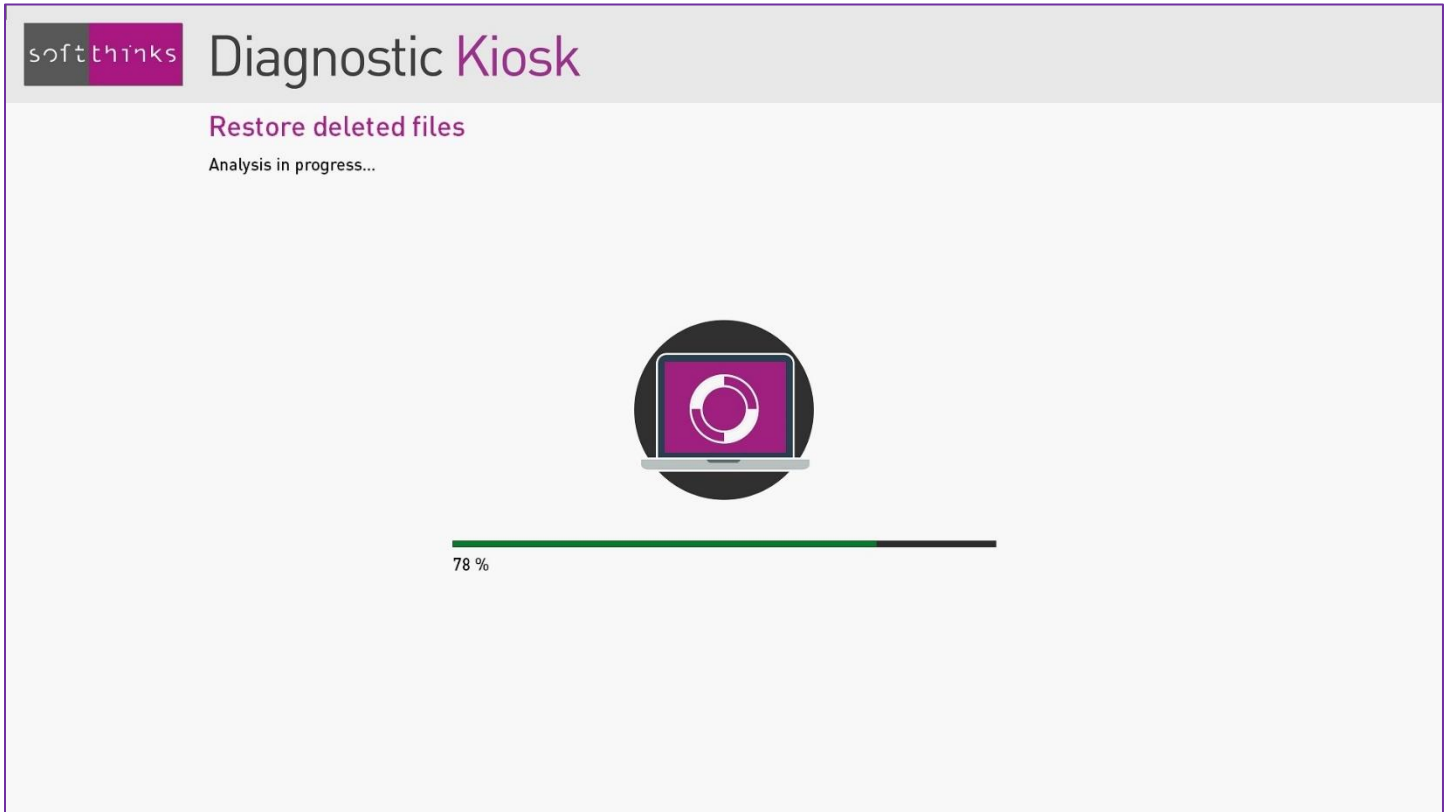 softthinks
Diagnostic Kiosk
Restore deleted files
Analysis in progress...
78 %